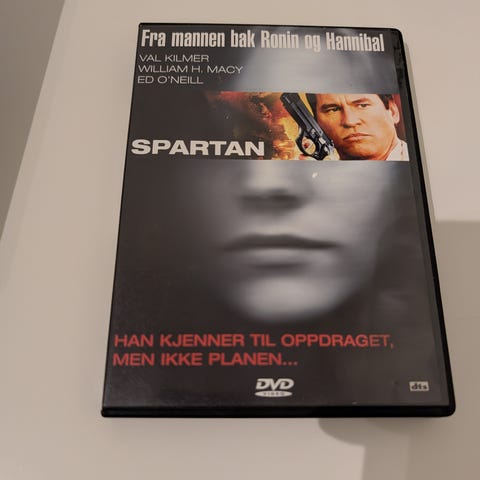 Fra mannen bak Ronin og Hannibal
VAL KILMER
WILLIAM H. MACY
ED O'NEILL
SPARTAN
HAN KJENNER TIL OPPDRAGET,
MEN IKKE PLANEN...
DVD
VIDEO
dts